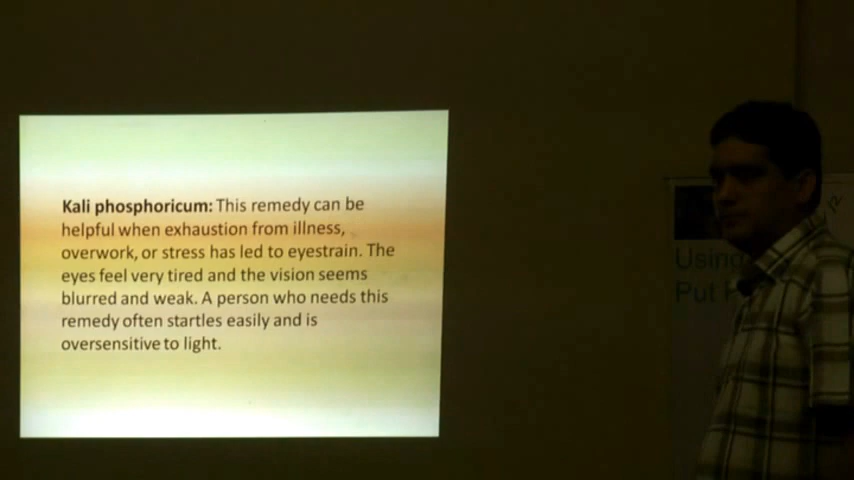 Kali phosphoricum: This remedy can be
helpful when exhaustion from illness,
overwork, or stress has led to eyestrain. The
eyes feel very tired and the vision seems
blurred and weak. A person who needs this
remedy often startles easily and is
oversensitive to light.
Using
Put